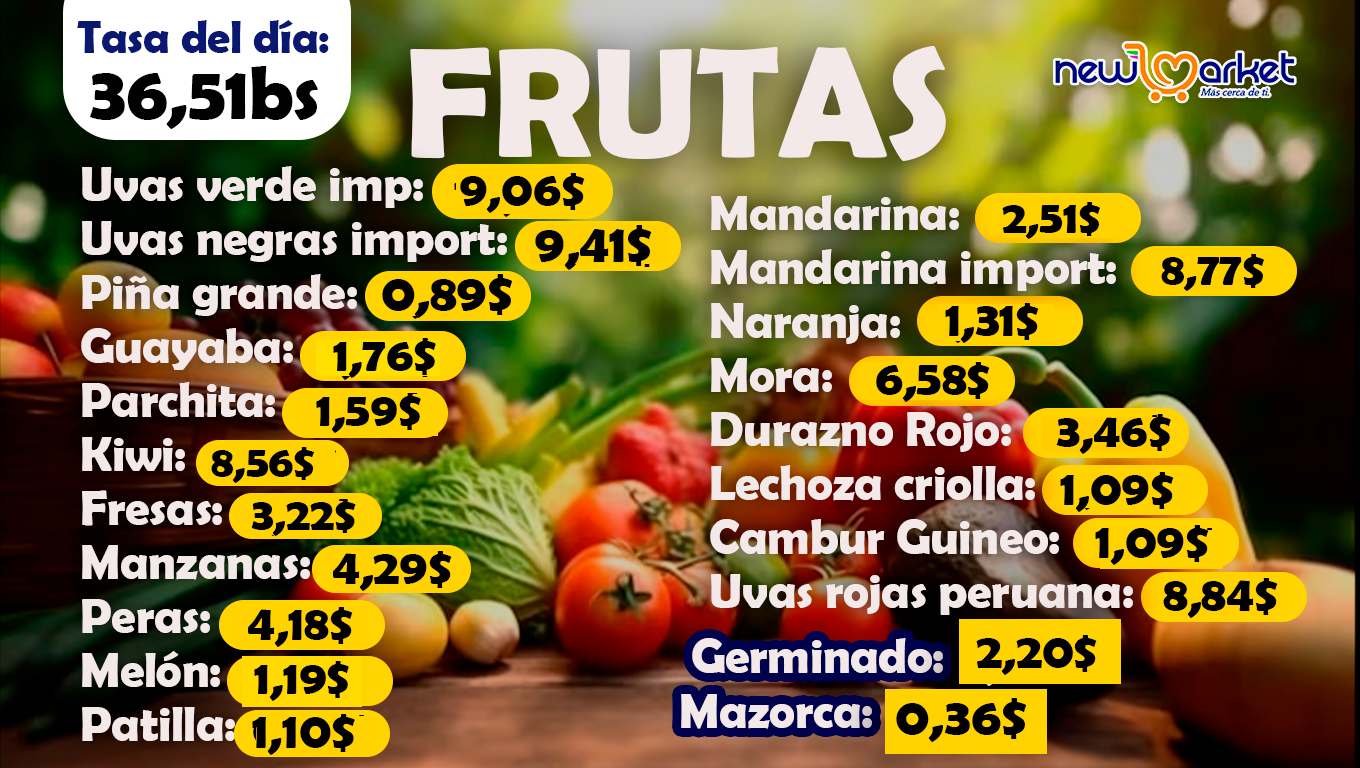 Tasa del día:
36,51bs
FRUTAS
new market
Más cerca de ti.
Uvas verde imp: 9,06$
Uvas negras import: 9,41$
Piña grande: 0,89$
Guayaba: 1,76$
Parchita: 1,59$
Kiwi: 8,56$
Fresas: 3,22$
Manzanas: 4,29$
Peras: 4,18$
Melón: 1,19$
Patilla: 1,10$
Mandarina: 2,51$
Mandarina import: 8,77$
Naranja: 1,31$
Mora: 6,58$
Durazno Rojo: 3,46$
Lechoza criolla: 1,09$
Cambur Guineo: 1,09$
Uvas rojas peruana: 8,84$
Germinado: 2,20$
Mazorca: 0,36$